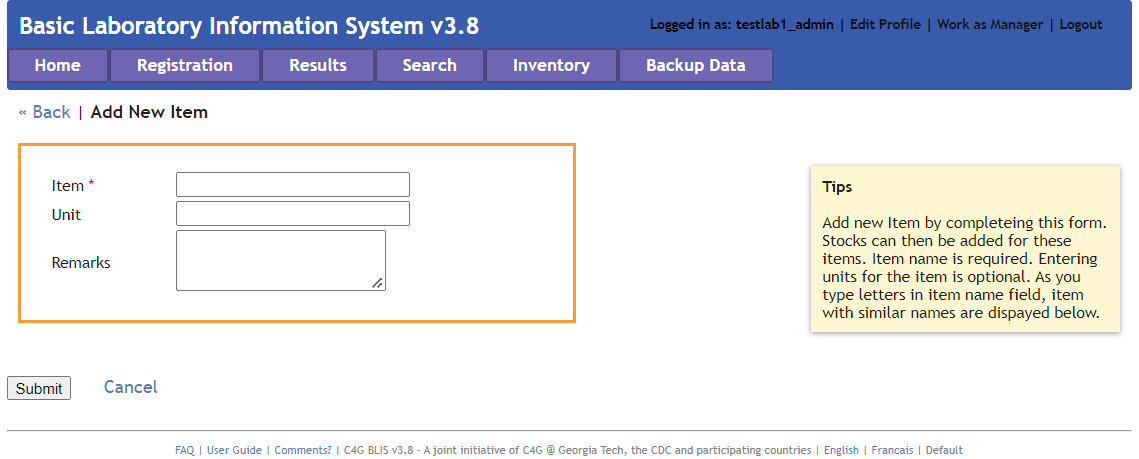 Basic Laboratory Information System v3.8
Logged in as: testlab1_admin | Edit Profile | Work as Manager | Logout
Home Registration Results Search Inventory Backup Data
« Back | Add New Item
Item *
Unit
Remarks
Tips
Add new Item by completeing this form.
Stocks can then be added for these
items. Item name is required. Entering
units for the item is optional. As you
type letters in item name field, item
with similar names are dispayed below.
Submit Cancel
FAQ | User Guide | Comments? | C4G BLIS v3.8 - A joint initiative of C4G @ Georgia Tech, the CDC and participating countries | English | Francais | Default